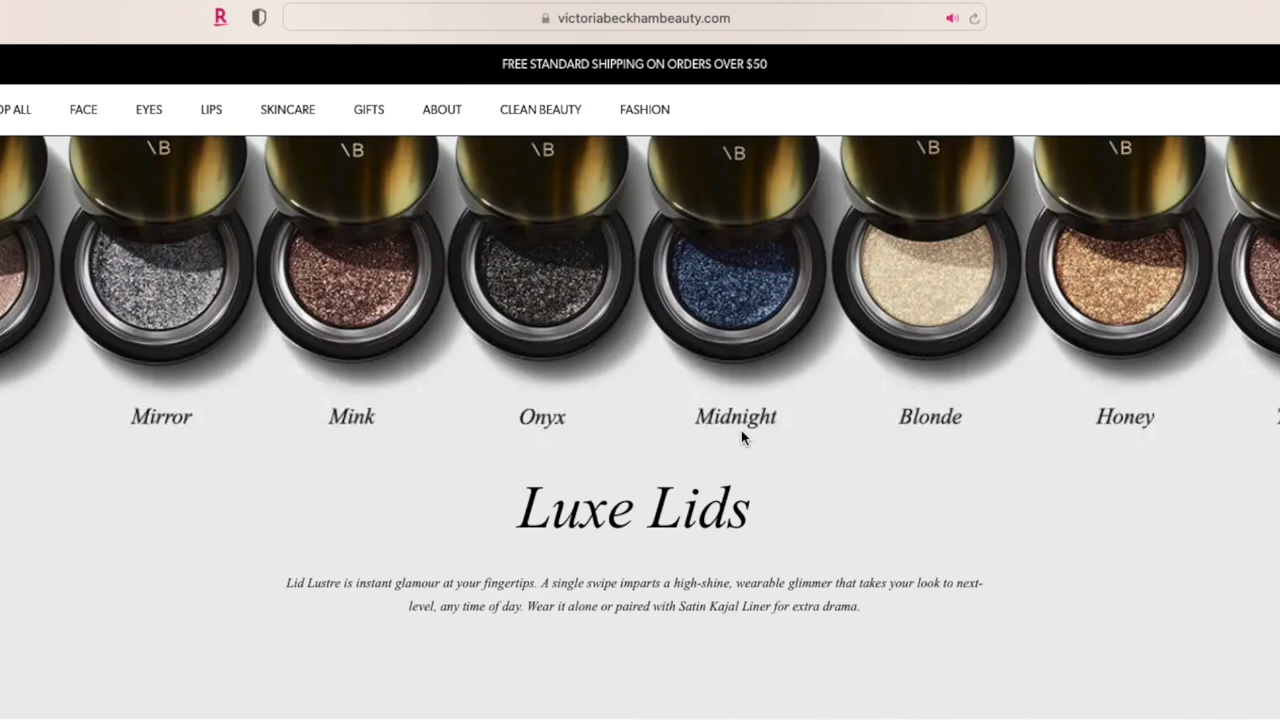 R
victoriabeckhambeauty.com
FREE STANDARD SHIPPING ON ORDERS OVER $50
OP ALL FACE EYES LIPS SKINCARE GIFTS ABOUT CLEAN BEAUTY FASHION
\B \B \B \B \B \B
Mirror Mink Onyx Midnight Blonde Honey
Luxe Lids
Lid Lustre is instant glamour at your fingertips. A single swipe imparts a high-shine, wearable glimmer that takes your look to next-
level, any time of day. Wear it alone or paired with Satin Kajal Liner for extra drama.